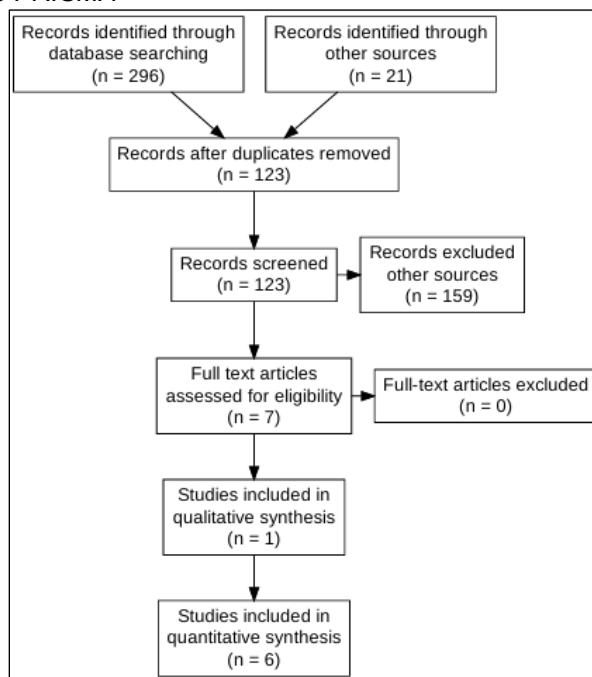 Records identified through
database searching
(n = 296)
Records identified through
other sources
(n = 21)
Records after duplicates removed
(n = 123)
Records screened
(n = 123)
Records excluded
other sources
(n = 159)
Full text articles
assessed for eligibility
(n = 7)
Full-text articles excluded
(n = 0)
Studies included in
qualitative synthesis
(n = 1)
Studies included in
quantitative synthesis
(n = 6)